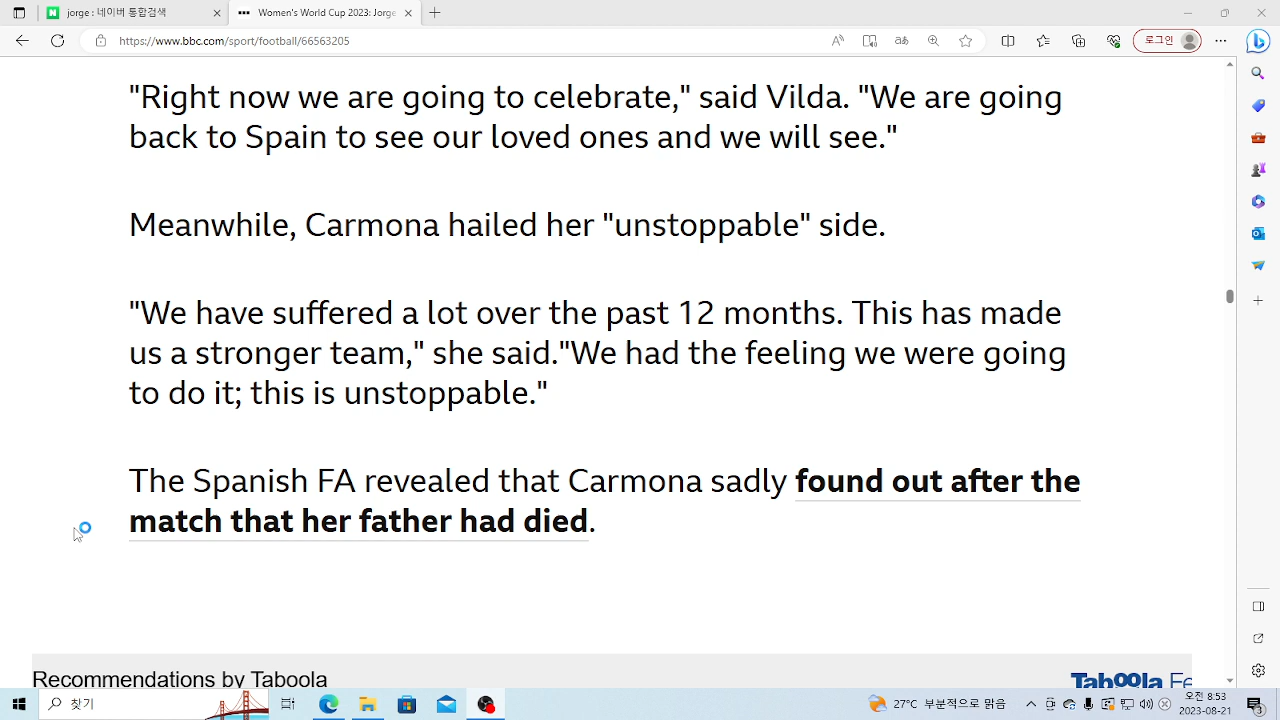 jorge : 네이버 통합검색
Women's World Cup 2023: Jorge
https://www.bbc.com/sport/football/66563205
로그인
"Right now we are going to celebrate," said Vilda. "We are going
back to Spain to see our loved ones and we will see."
Meanwhile, Carmona hailed her "unstoppable" side.
"We have suffered a lot over the past 12 months. This has made
us a stronger team," she said."We had the feeling we were going
to do it; this is unstoppable."
The Spanish FA revealed that Carmona sadly found out after the
match that her father had died.
Recommendations by Taboola
Taboola Fe
찾기
27°C 부분적으로 맑음
오전 8:53
2023-08-21
3